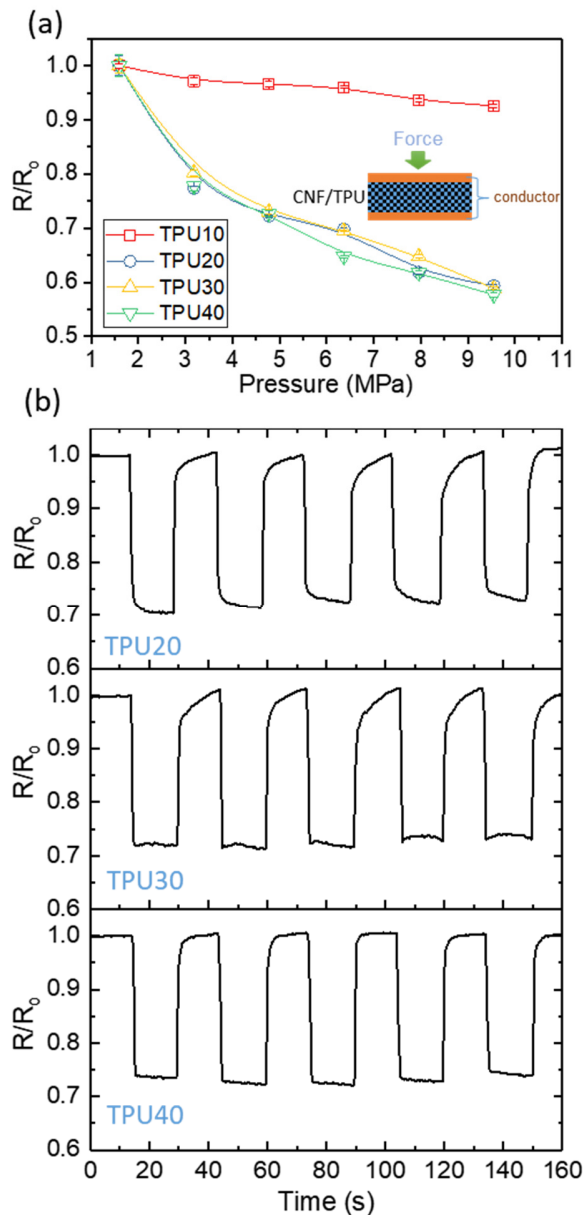 (a)
R/R0
1.0
0.9
0.8
0.7
0.6
0.5
Force
CNF/TPU
conductor
TPU10
TPU20
TPU30
TPU40
1 2 3 4 5 6 7 8 9 10 11
Pressure (MPa)
(b)
R/R0
1.0
0.9
0.8
0.7
0.6
TPU20
R/R0
1.0
0.9
0.8
0.7
0.6
TPU30
R/R0
1.0
0.9
0.8
0.7
0.6
TPU40
0 20 40 60 80 100 120 140 160
Time (s)